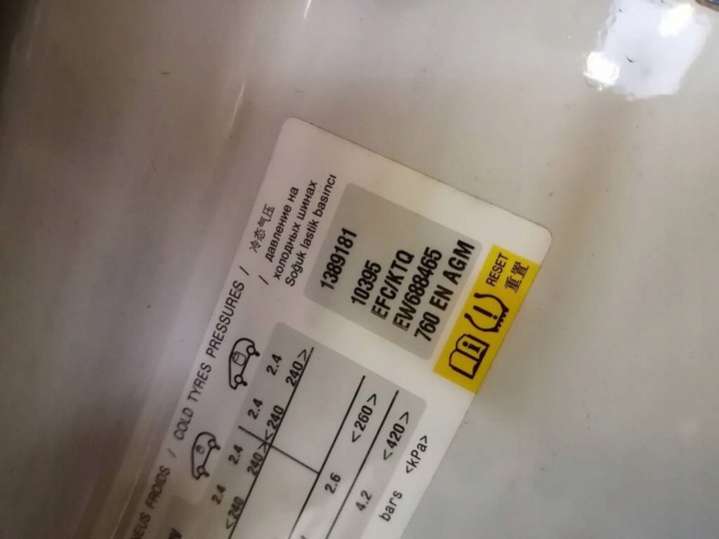 NEUS FROIDS / COLD TYRES PRESSURES / 冷态气压
/ давление на
холодных шинах
Soğuk lastik basıncı
1389181
10395
EFC/KTQ
EW688465
760 EN AGM
RESET
重置
2.4 2.4 2.4 2.4
<240 240> <240 240>
2.6 <260>
4.2 <420>
bars <kPa>